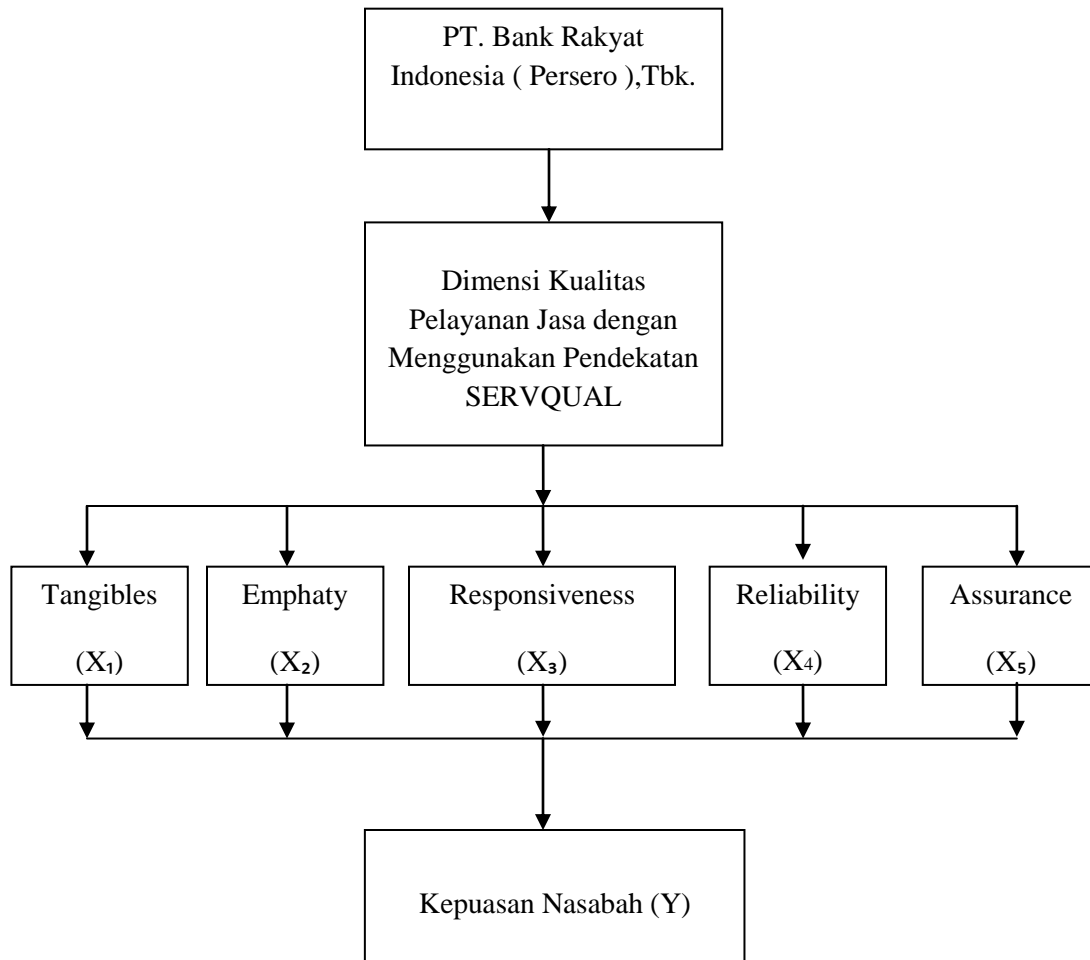 PT. Bank Rakyat
Indonesia ( Persero ),Tbk.
Dimensi Kualitas
Pelayanan Jasa dengan
Menggunakan Pendekatan
SERVQUAL
Tangibles
(X₁)
Emphaty
(X₂)
Responsiveness
(X₃)
Reliability
(X4)
Assurance
(X₅)
Kepuasan Nasabah (Y)